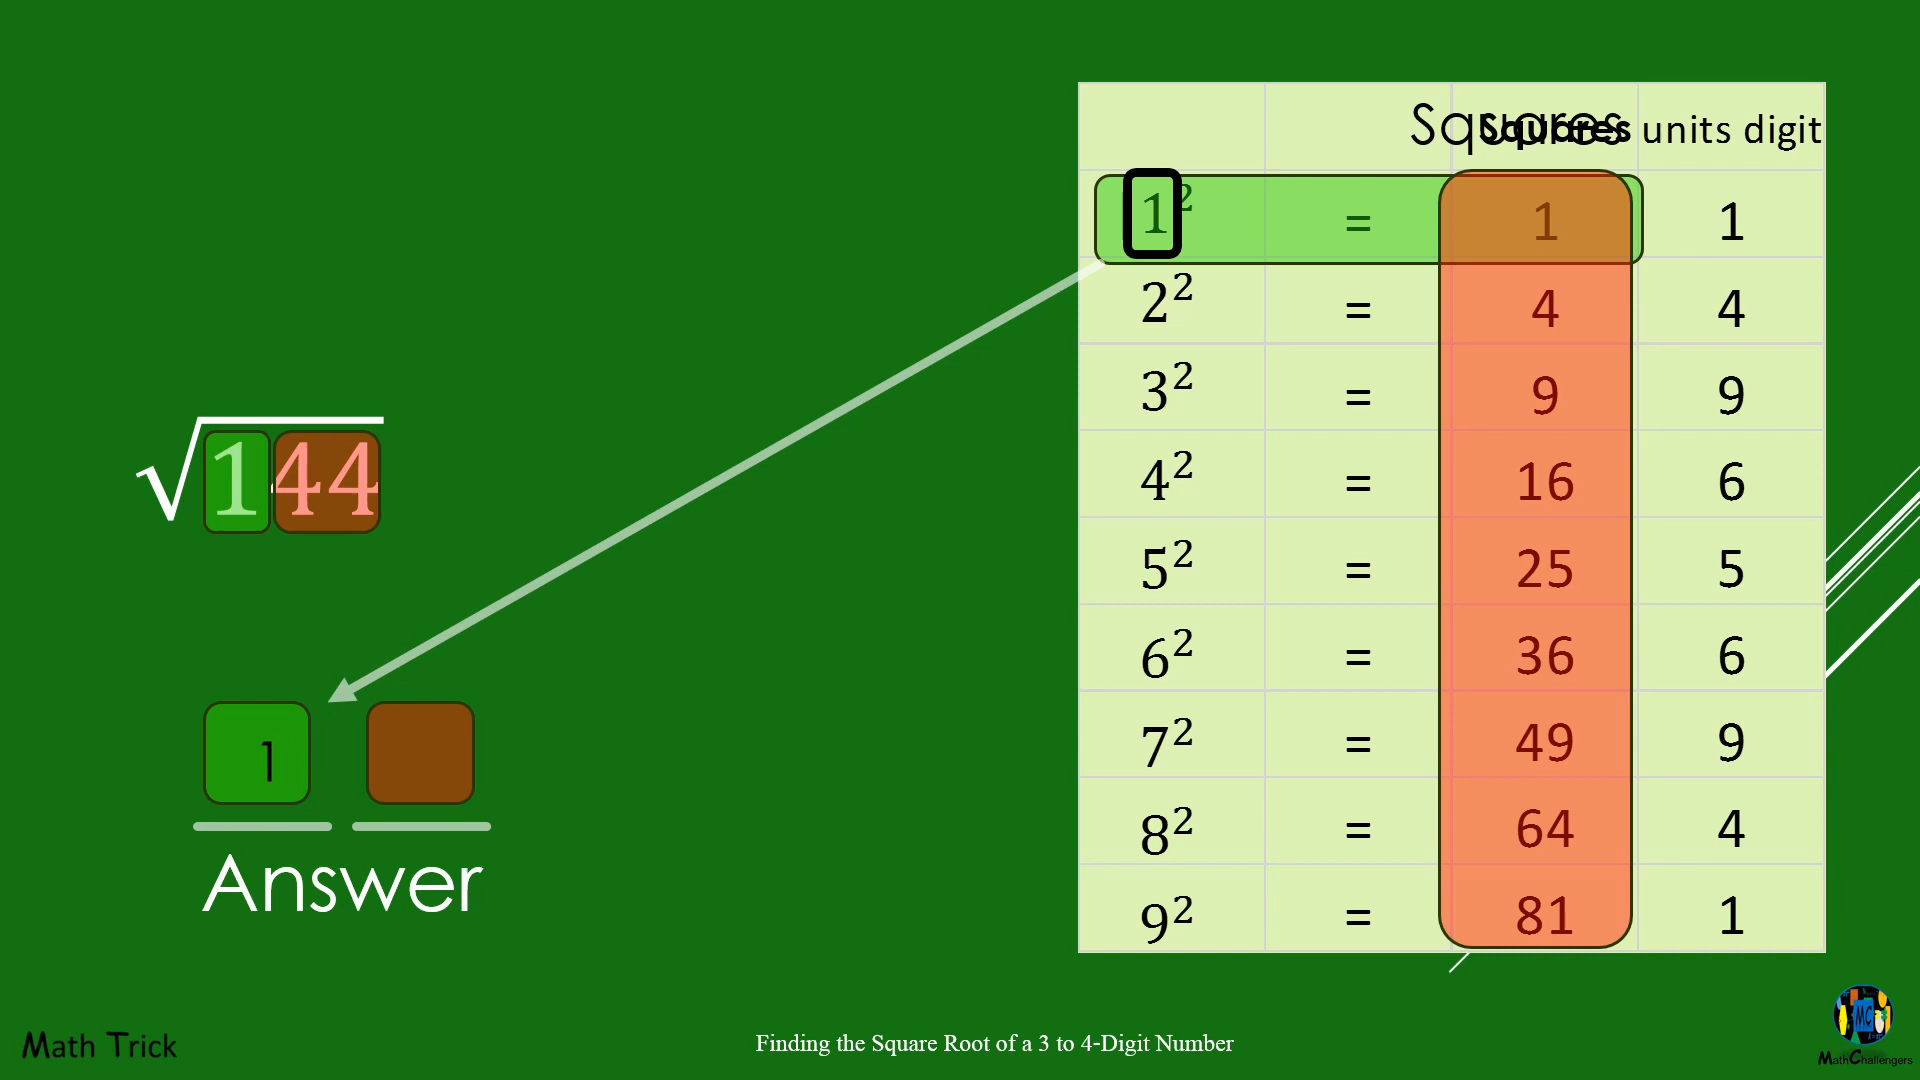 Squares units digit
1² = 1 1
2² = 4 4
3² = 9 9
4² = 16 6
5² = 25 5
6² = 36 6
7² = 49 9
8² = 64 4
9² = 81 1
√144
1
Answer
Math Trick
Finding the Square Root of a 3 to 4-Digit Number
MC
MathChallengers